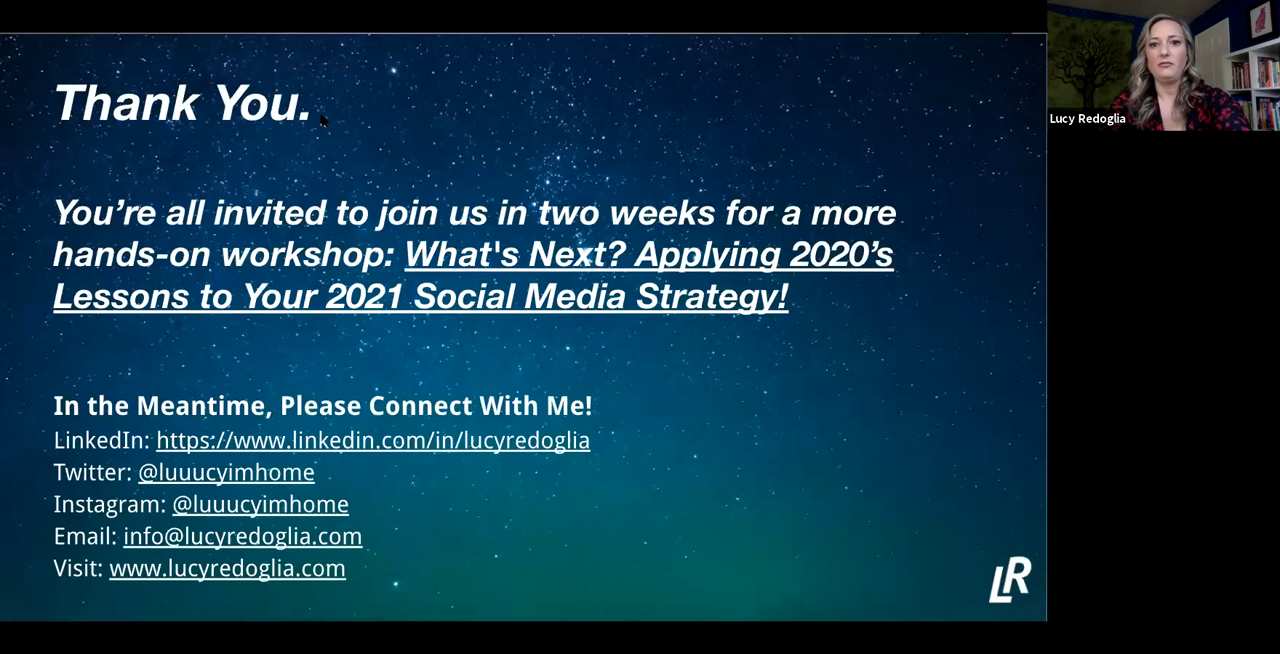 Thank You.
You’re all invited to join us in two weeks for a more
hands-on workshop: What's Next? Applying 2020’s
Lessons to Your 2021 Social Media Strategy!
In the Meantime, Please Connect With Me!
LinkedIn: https://www.linkedin.com/in/lucyredoglia
Twitter: @luuucyimhome
Instagram: @luuucyimhome
Email: info@lucyredoglia.com
Visit: www.lucyredoglia.com
LR
Lucy Redoglia